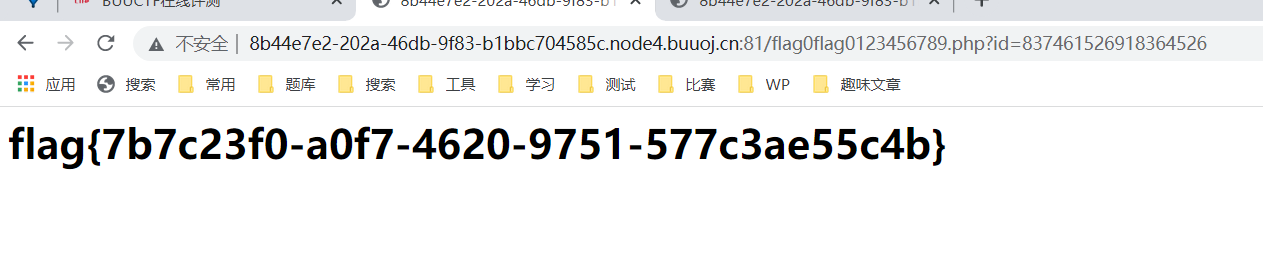 BUUCTF在线评测 8b44e7e2-202a-46db-9f83-b1 8b44e7e2-202a-46db-9f83-b1
不安全 | 8b44e7e2-202a-46db-9f83-b1bbc704585c.node4.buuoj.cn:81/flag0flag0123456789.php?id=837461526918364526
应用 搜索 常用 题库 搜索 工具 学习 测试 比赛 WP 趣味文章
flag{7b7c23f0-a0f7-4620-9751-577c3ae55c4b}